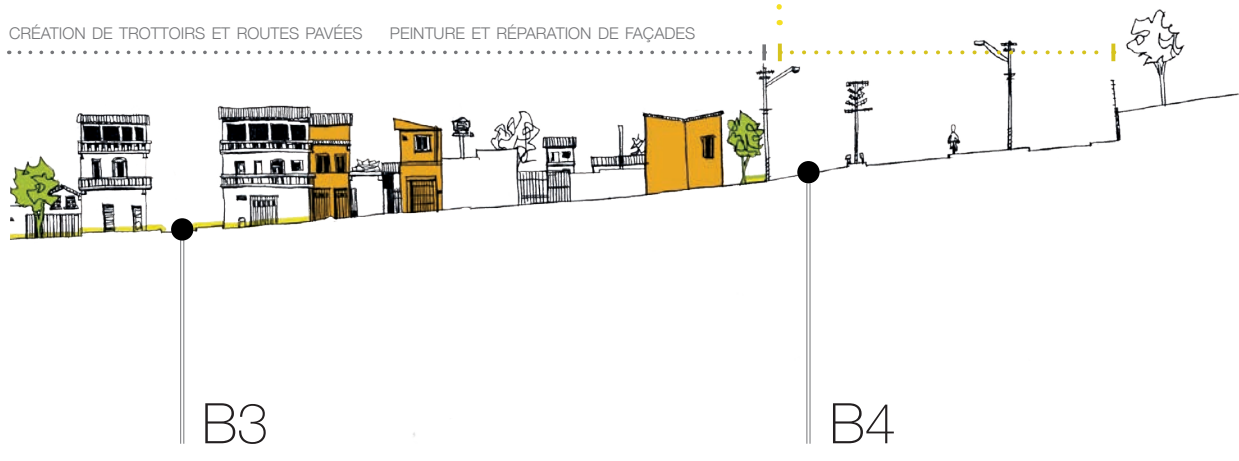 CRÉATION DE TROTTOIRS ET ROUTES PAVÉES PEINTURE ET RÉPARATION DE FAÇADES
B3 B4